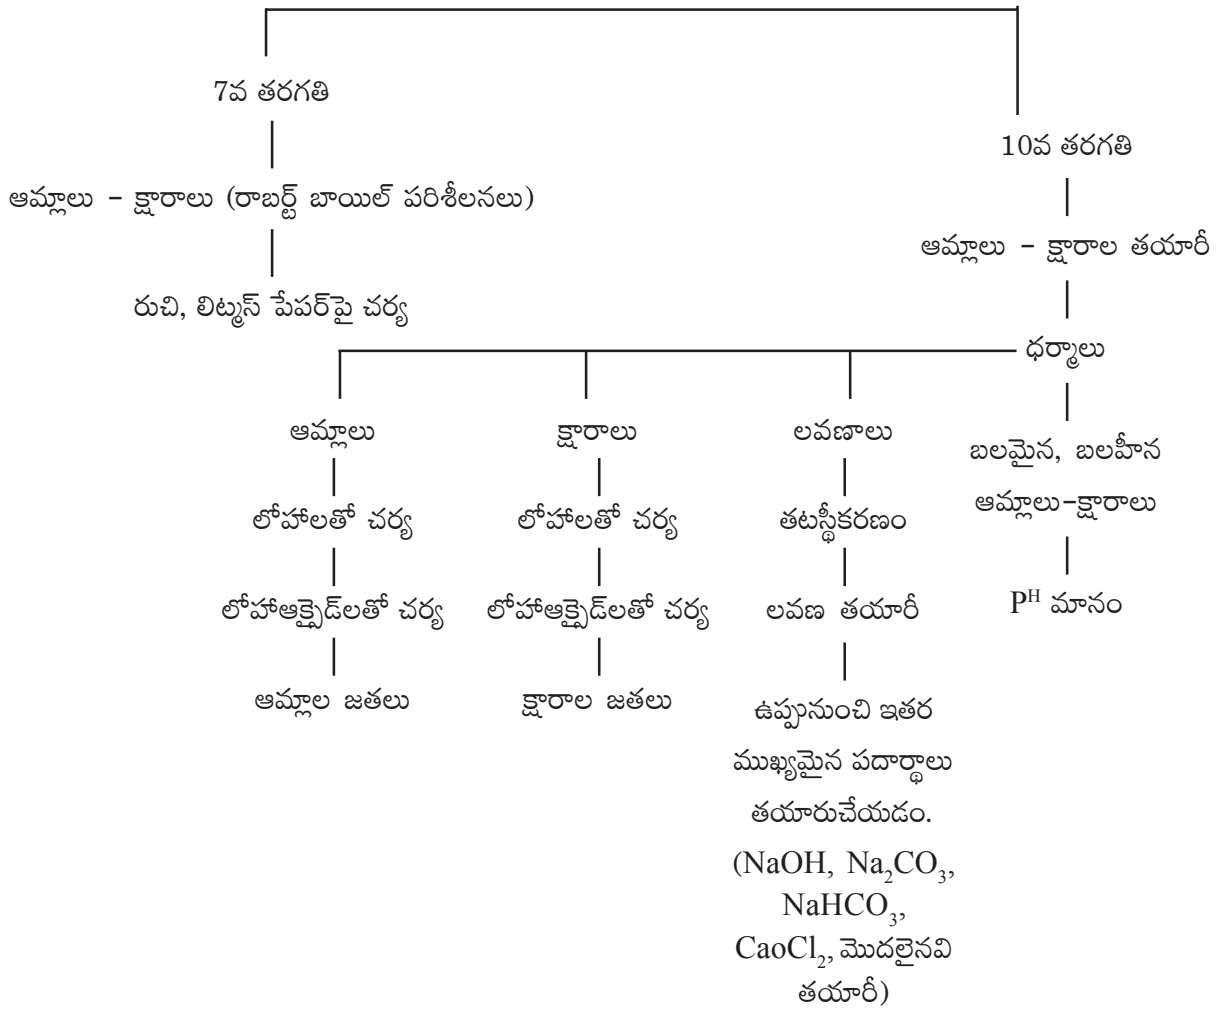 7వ తరగతి
ఆమ్లాలు - క్షారాలు (రాబర్ట్ బాయిల్ పరిశీలనలు)
రుచి, లిట్మస్ పేపర్‌పై చర్య
10వ తరగతి
ఆమ్లాలు - క్షారాల తయారీ
ధర్మాలు
ఆమ్లాలు
లోహాలతో చర్య
లోహాఆక్సైడ్‌లతో చర్య
ఆమ్లాల జతలు
క్షారాలు
లోహాలతో చర్య
లోహాఆక్సైడ్‌లతో చర్య
క్షారాల జతలు
లవణాలు
తటస్థీకరణం
లవణ తయారీ
ఉప్పునుంచి ఇతర
ముఖ్యమైన పదార్థాలు
తయారుచేయడం.
(NaOH, Na₂CO₃,
NaHCO₃,
CaoCl₂, మొదలైనవి
తయారీ)
బలమైన, బలహీన
ఆమ్లాలు-క్షారాలు
Pᴴ మానం